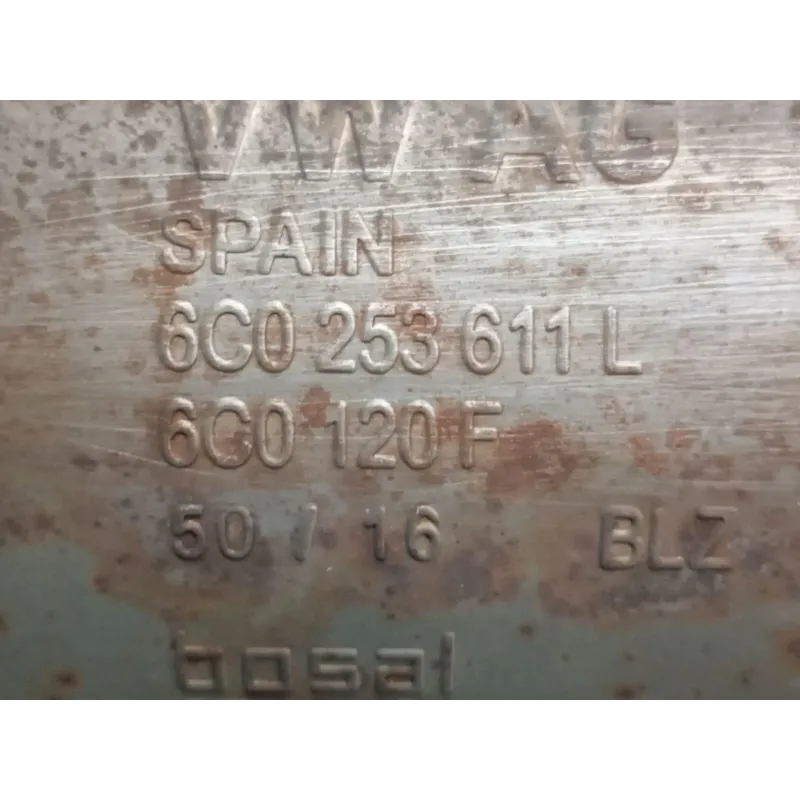 VW AG
SPAIN
6C0 253 611 L
6C0 120 F
50 / 16 BLZ
bosal